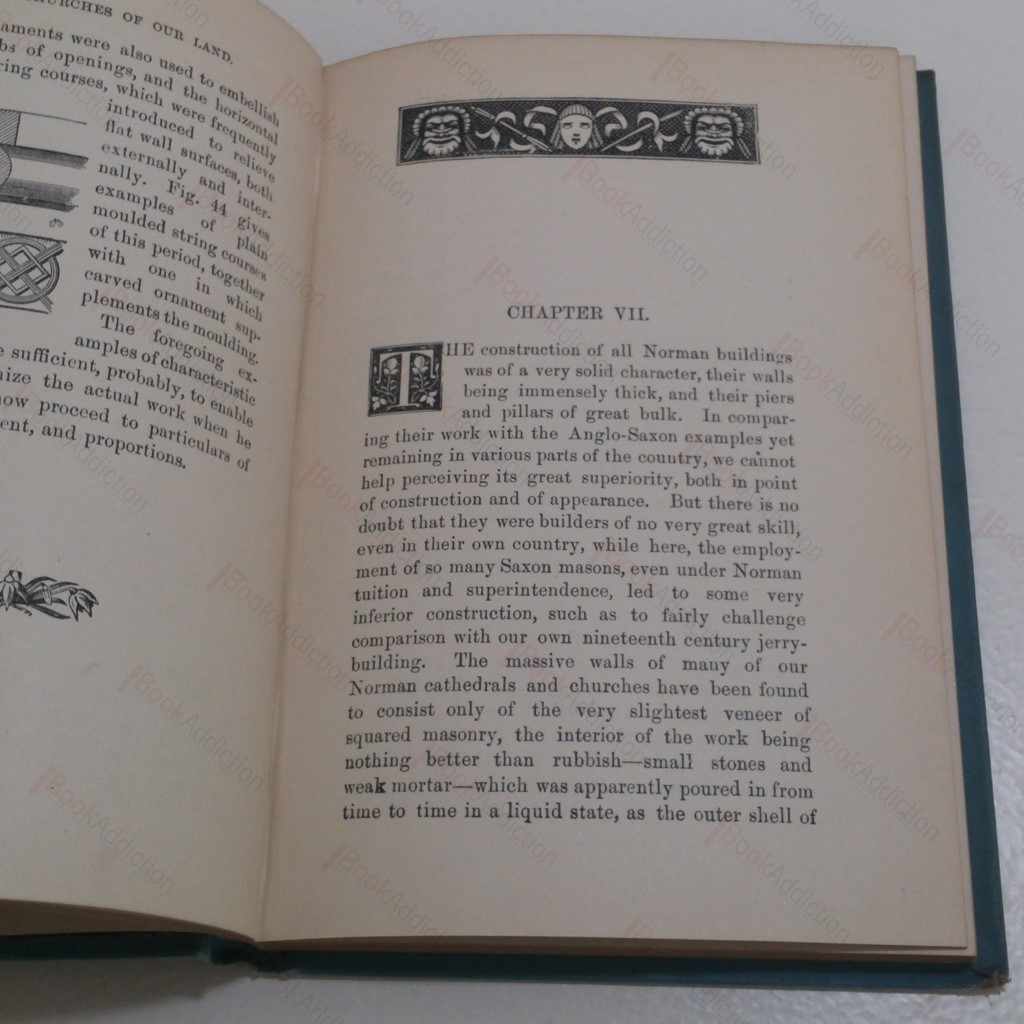 CHURCHES OF OUR LAND.
aments were also used to embellish
bs of openings, and the horizontal
ring courses, which were frequently
introduced to relieve
flat wall surfaces, both
externally and inter-
nally. Fig. 44 gives
examples of plain
moulded string courses
of this period, together
with one in which
carved ornament sup-
plements the moulding.
The foregoing ex-
amples of characteristic
sufficient, probably, to enable
nize the actual work when he
now proceed to particulars of
ent, and proportions.
CHAPTER VII.
THE construction of all Norman buildings
was of a very solid character, their walls
being immensely thick, and their piers
and pillars of great bulk. In compar-
ing their work with the Anglo-Saxon examples yet
remaining in various parts of the country, we cannot
help perceiving its great superiority, both in point
of construction and of appearance. But there is no
doubt that they were builders of no very great skill,
even in their own country, while here, the employ-
ment of so many Saxon masons, even under Norman
tuition and superintendence, led to some very
inferior construction, such as to fairly challenge
comparison with our own nineteenth century jerry-
building. The massive walls of many of our
Norman cathedrals and churches have been found
to consist only of the very slightest veneer of
squared masonry, the interior of the work being
nothing better than rubbish—small stones and
weak mortar—which was apparently poured in from
time to time in a liquid state, as the outer shell of
BookAddiction